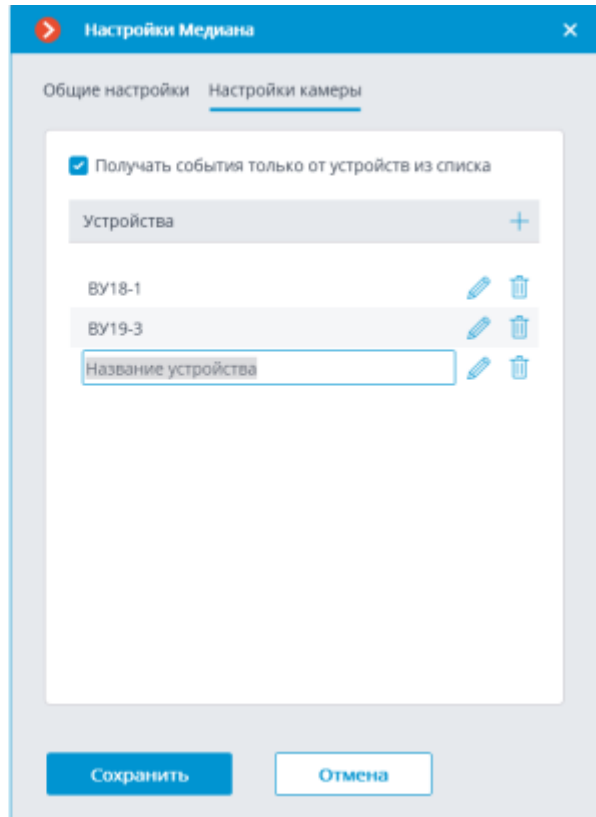 Настройки Медиана
Общие настройки Настройки камеры
Получать события только от устройств из списка
Устройства
ВУ18-1
ВУ19-3
Название устройства
Сохранить Отмена